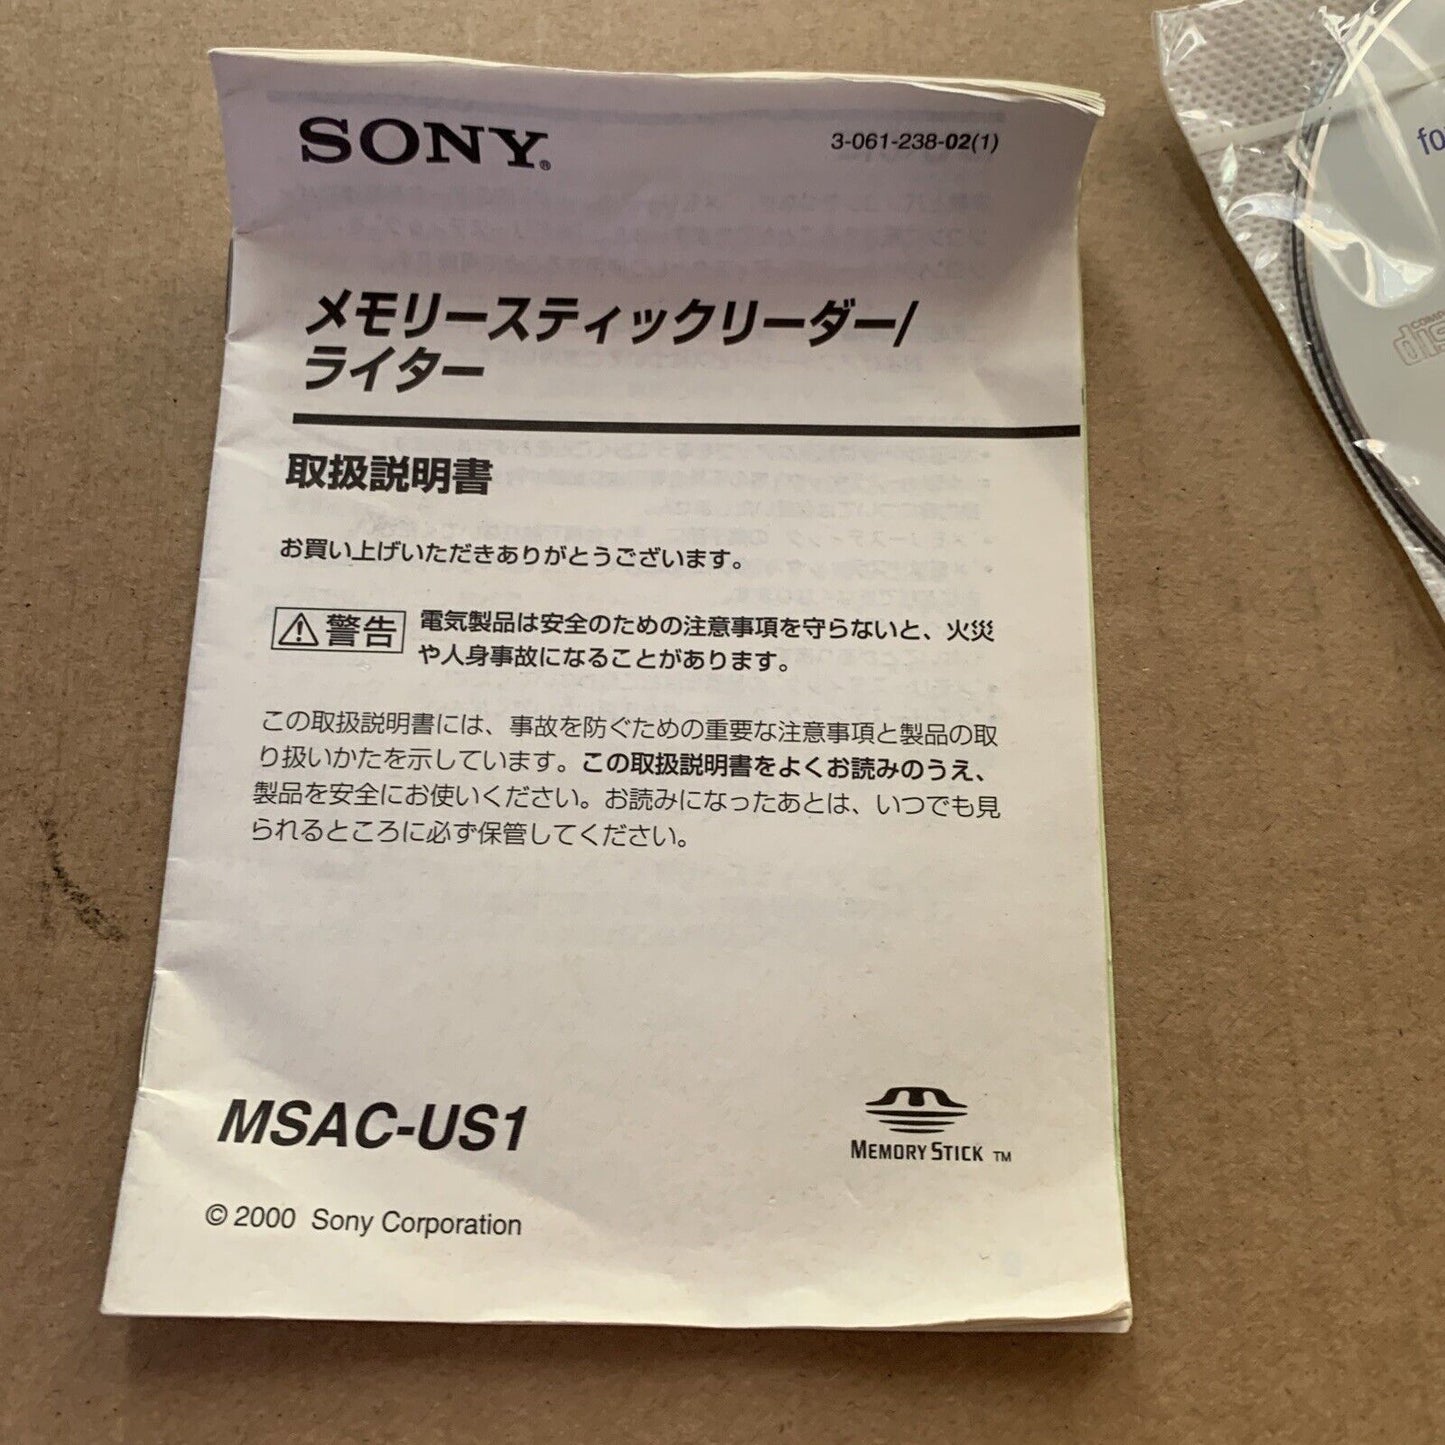 SONY®
3-061-238-02(1)
メモリースティックリーダー/
ライター
取扱説明書
お買い上げいただきありがとうございます。
⚠警告
電気製品は安全のための注意事項を守らないと、火災
や人身事故になることがあります。
この取扱説明書には、事故を防ぐための重要な注意事項と製品の取
り扱いかたを示しています。この取扱説明書をよくお読みのうえ、
製品を安全にお使いください。お読みになったあとは、いつでも見
られるところに必ず保管してください。
MSAC-US1
MEMORY STICK TM
© 2000 Sony Corporation